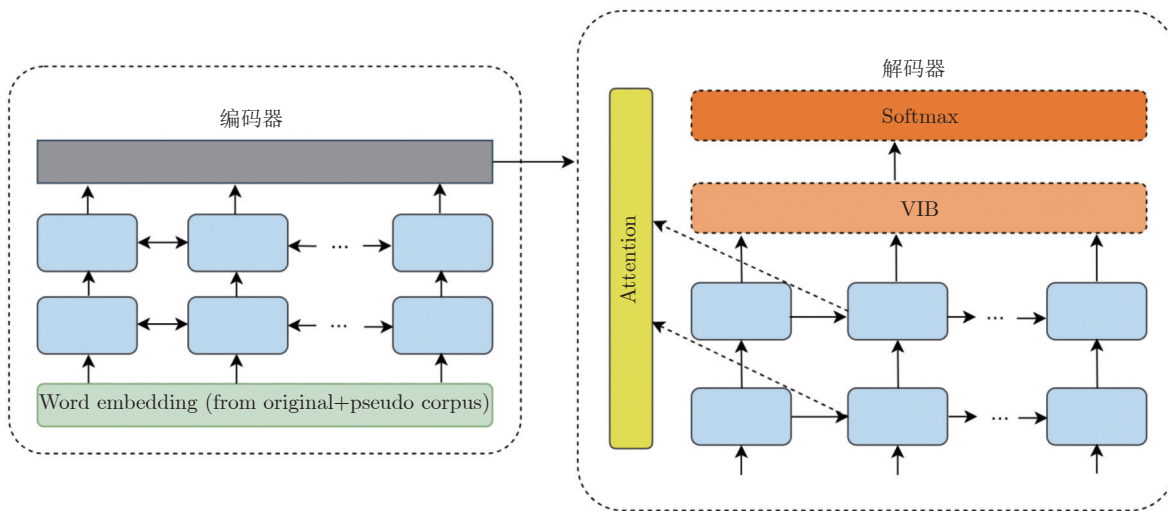 编码器
...
...
Word embedding (from original+pseudo corpus)
解码器
Attention
Softmax
VIB
...
...